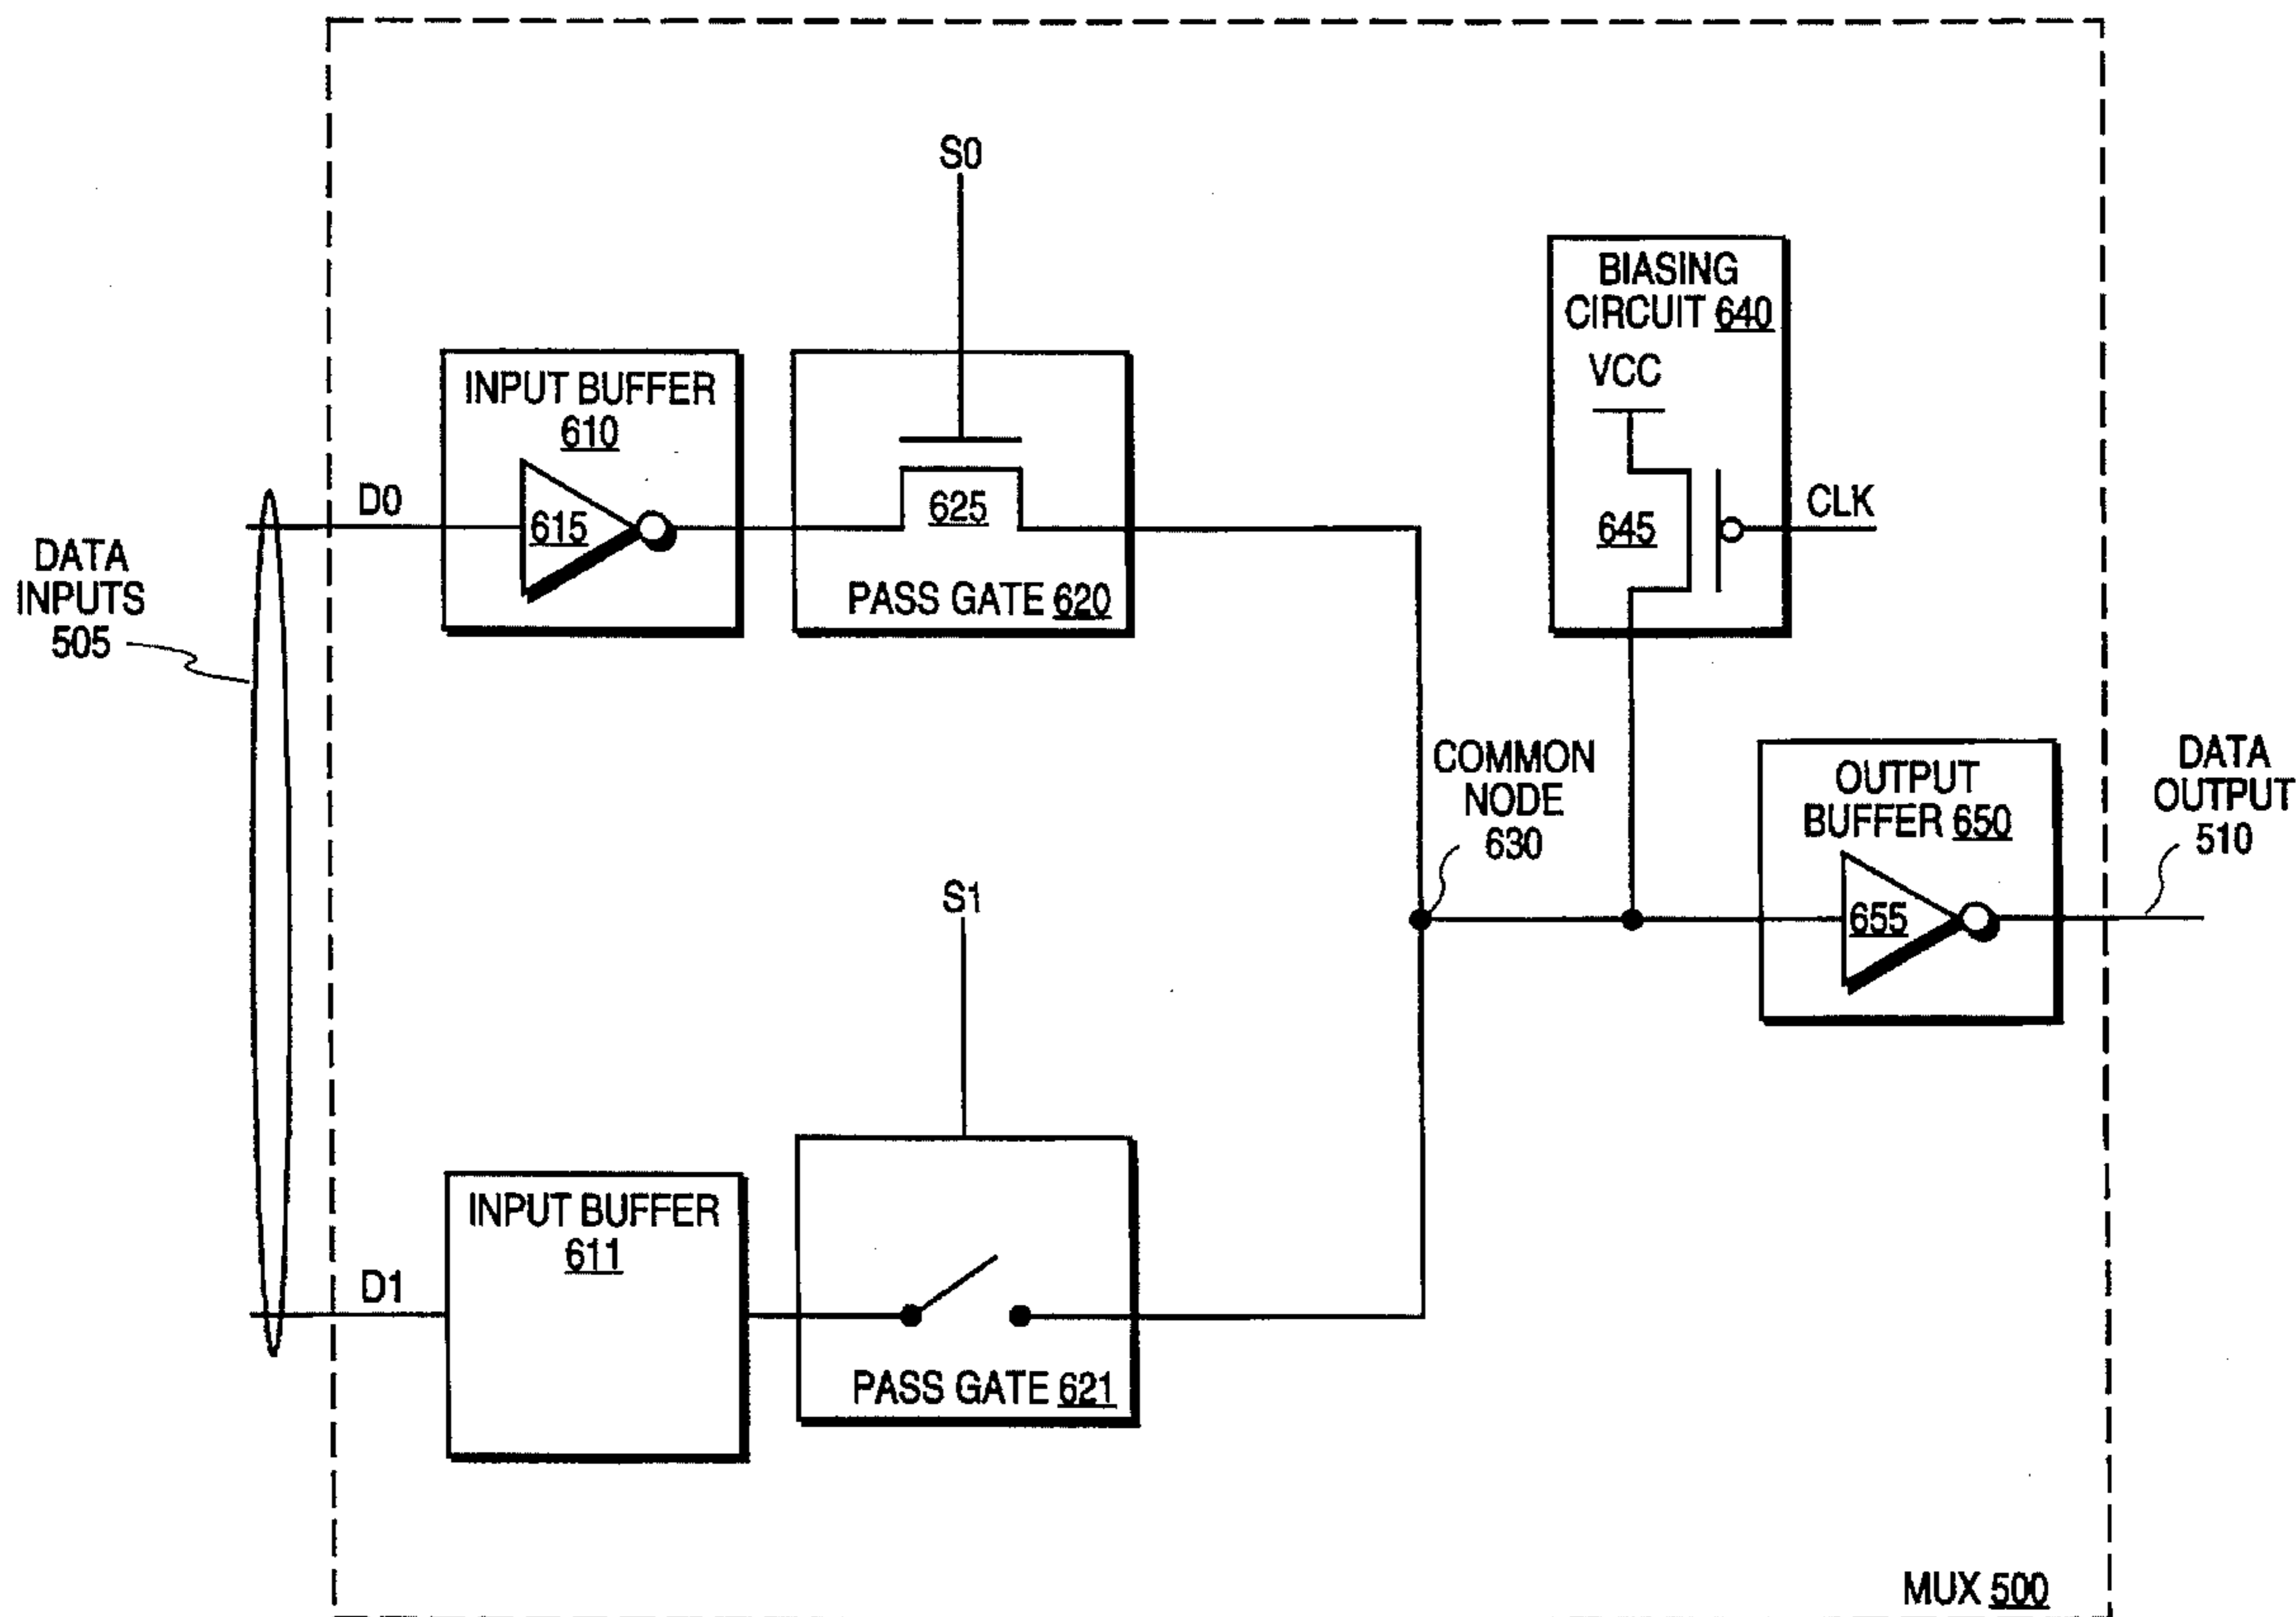 S0
BIASING
CIRCUIT 640
VCC
645
CLK
INPUT BUFFER
610
615
D0
625
PASS GATE 620
DATA
INPUTS
505
COMMON
NODE
630
OUTPUT
BUFFER 650
655
DATA
OUTPUT
510
S1
INPUT BUFFER
611
D1
PASS GATE 621
MUX 500